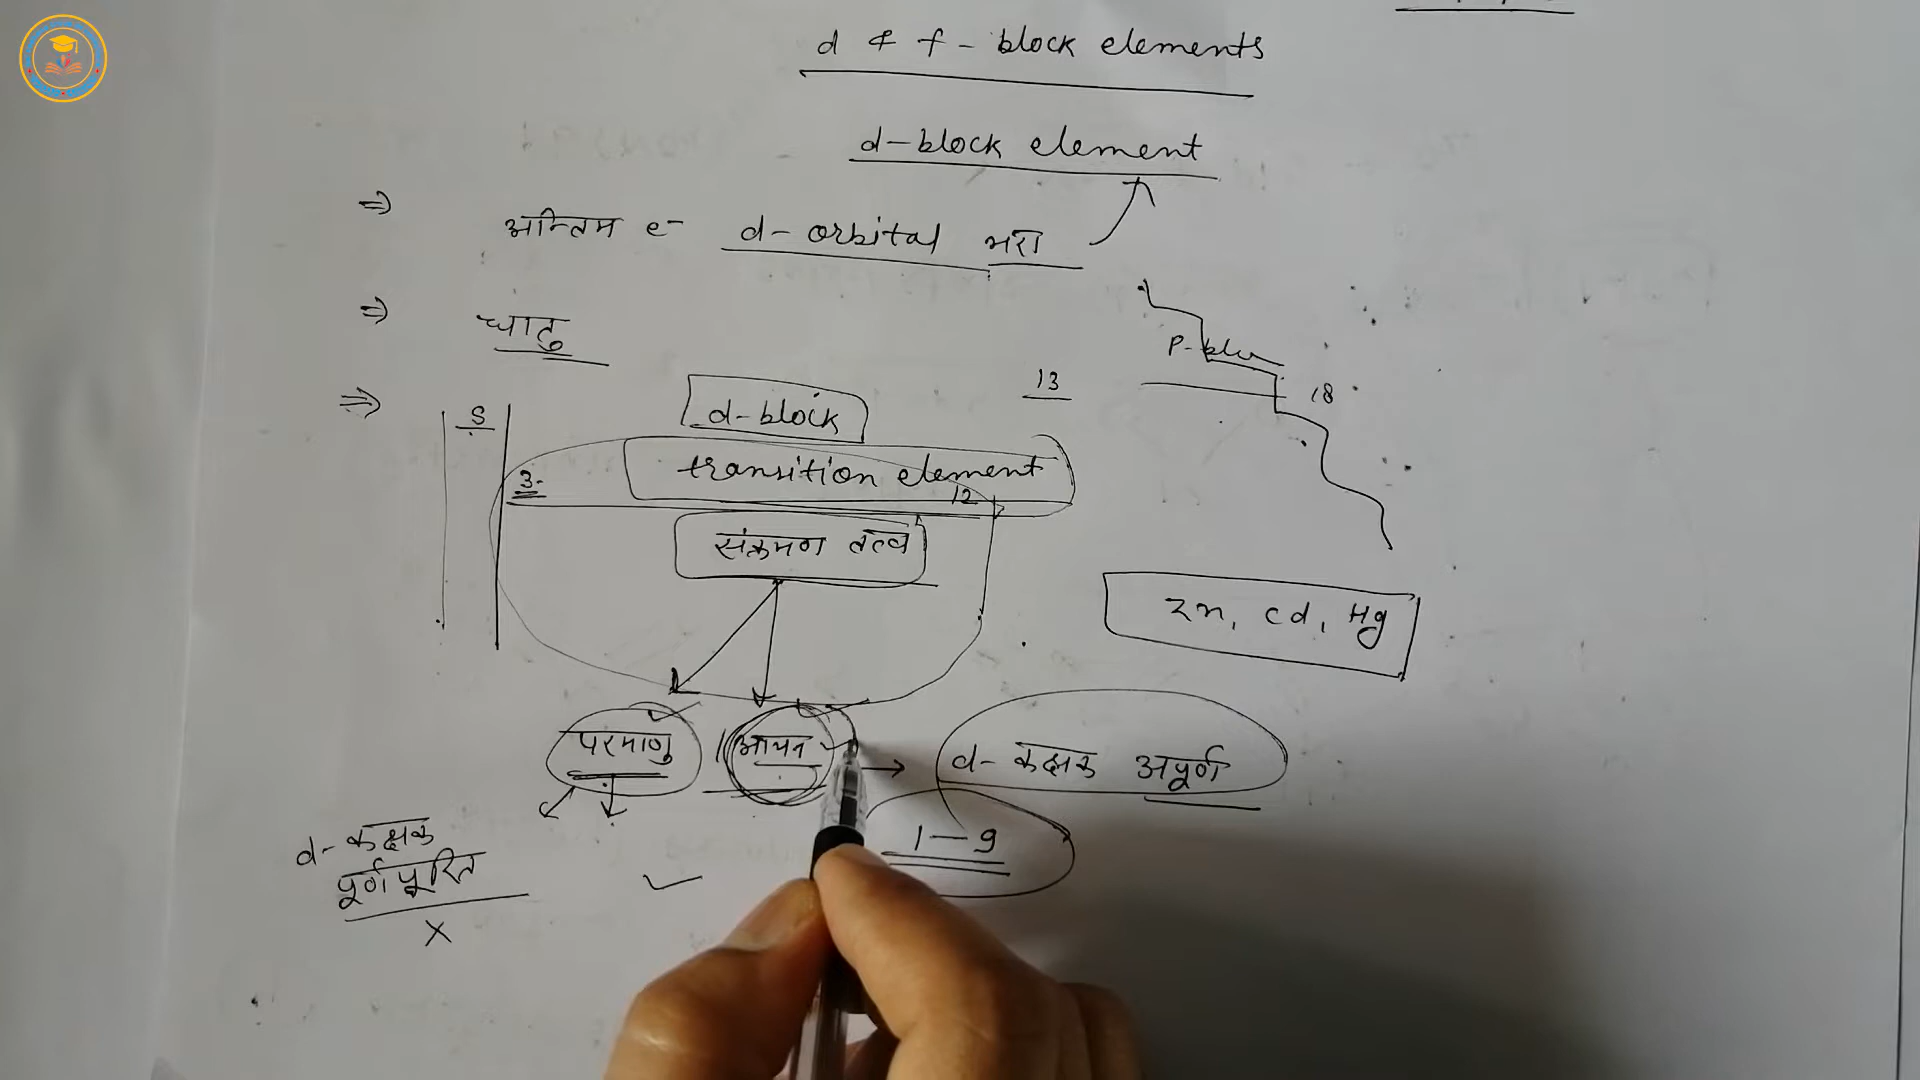 d & f - block elements
d-block element
⇒ अन्तिम e⁻ d-orbital भरा
⇒ धातु
P-blo
⇒ S d-block 13 18
3- transition element 12
संक्रमण तत्व
Zn, Cd, Hg
परमाणु / आयन → d-कक्षक अपूर्ण
1-9
d-कक्षक
पूर्णपूरित
x